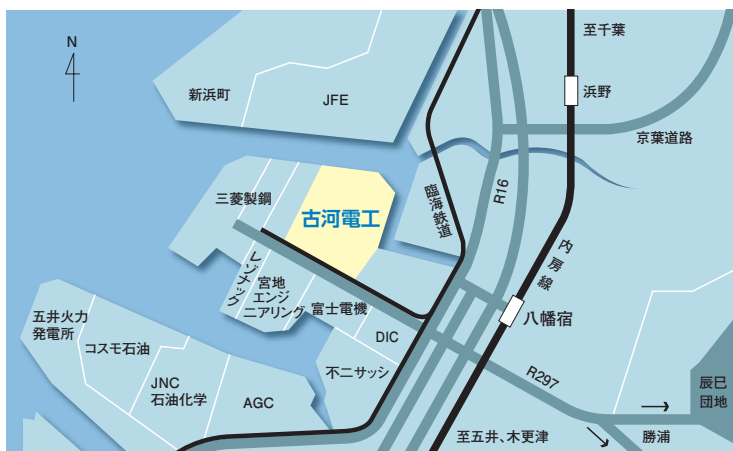 N
至千葉
新浜町
JFE
浜野
京葉道路
三菱製鋼
古河電工
臨海鉄道
R16
内房線
レゾナック
宮地
エンジ
ニアリング
富士電機
八幡宿
五井火力
発電所
コスモ石油
DIC
JNC
石油化学
AGC
不二サッシ
R297
辰巳
団地
至五井、木更津
勝浦